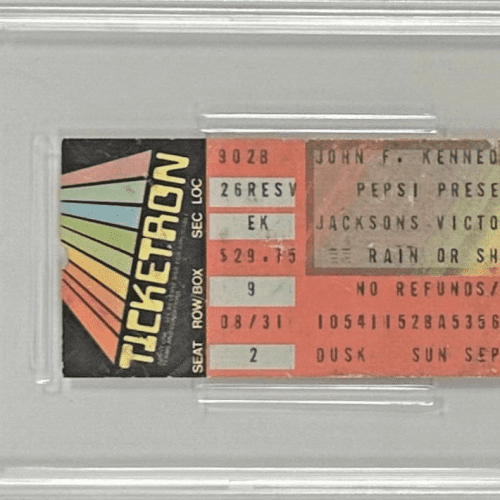 TICKETRON
SEAT ROW/BOX SEC LOC
9028 JOHN F. KENNED
26RESV PEPSI PRESE
EK JACKSONS VICTO
$29.75 RAIN OR SH
9 NO REFUNDS/
08/31 105411528A5356
2 DUSK SUN SEP